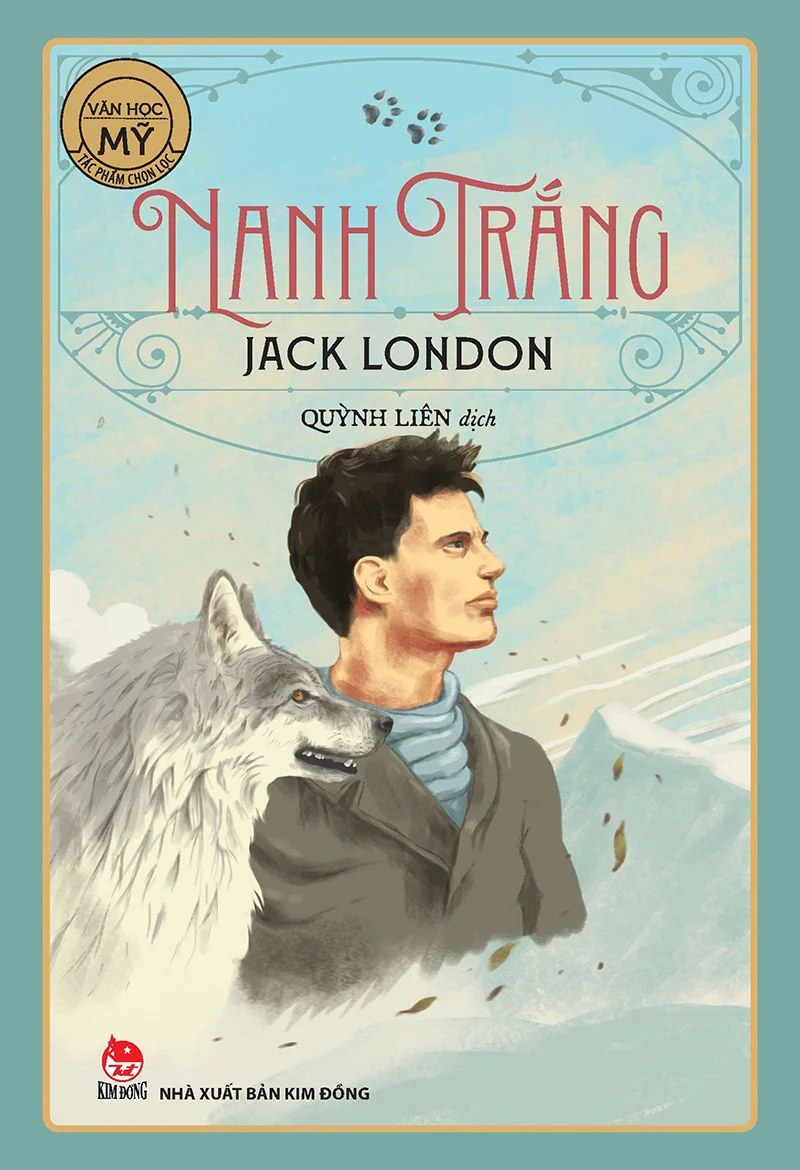 VĂN HỌC
MỸ
TÁC PHẨM CHỌN LỌC
NANH TRẮNG
JACK LONDON
QUỲNH LIÊN dịch
KIM ĐỒNG
NHÀ XUẤT BẢN KIM ĐỒNG